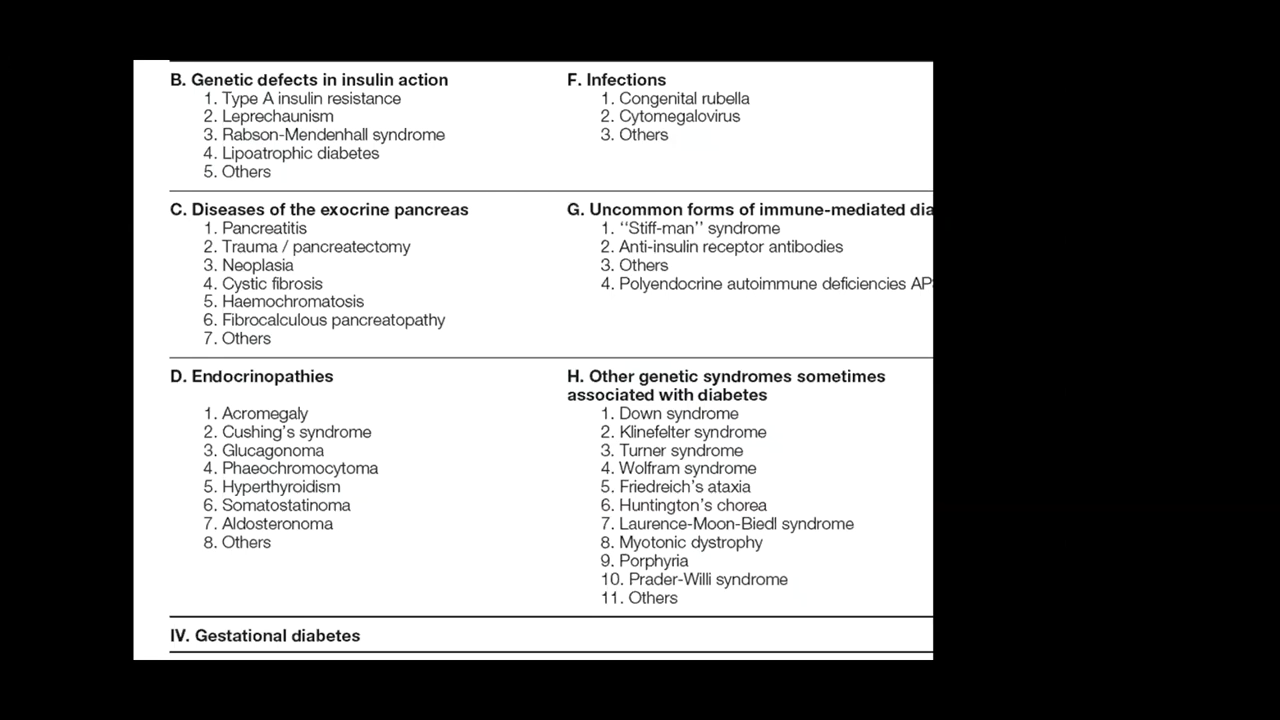 B. Genetic defects in insulin action
1. Type A insulin resistance
2. Leprechaunism
3. Rabson-Mendenhall syndrome
4. Lipoatrophic diabetes
5. Others
F. Infections
1. Congenital rubella
2. Cytomegalovirus
3. Others
C. Diseases of the exocrine pancreas
1. Pancreatitis
2. Trauma / pancreatectomy
3. Neoplasia
4. Cystic fibrosis
5. Haemochromatosis
6. Fibrocalculous pancreatopathy
7. Others
G. Uncommon forms of immune-mediated dia
1. “Stiff-man” syndrome
2. Anti-insulin receptor antibodies
3. Others
4. Polyendocrine autoimmune deficiencies AP
D. Endocrinopathies
1. Acromegaly
2. Cushing’s syndrome
3. Glucagonoma
4. Phaeochromocytoma
5. Hyperthyroidism
6. Somatostatinoma
7. Aldosteronoma
8. Others
H. Other genetic syndromes sometimes
associated with diabetes
1. Down syndrome
2. Klinefelter syndrome
3. Turner syndrome
4. Wolfram syndrome
5. Friedreich’s ataxia
6. Huntington’s chorea
7. Laurence-Moon-Biedl syndrome
8. Myotonic dystrophy
9. Porphyria
10. Prader-Willi syndrome
11. Others
IV. Gestational diabetes